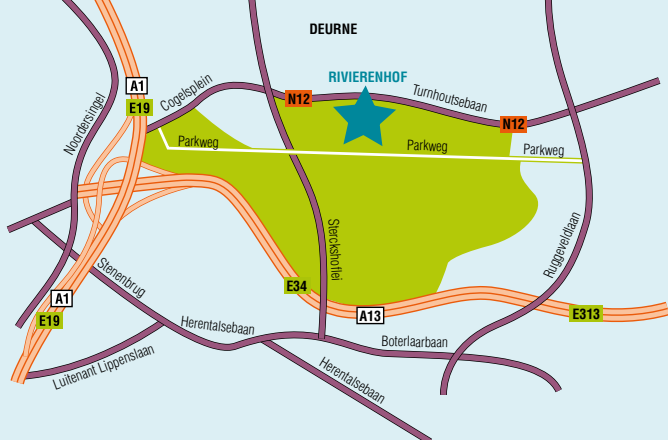 DEURNE
RIVIERENHOF
A1
E19
Cogelsplein
N12
Turnhoutsebaan
N12
Noordersingel
Parkweg
Parkweg
Parkweg
Sterckshoflei
Ruggeveldlaan
Stenenbrug
E34
A1
E19
A13
E313
Herentalsebaan
Boterlaarbaan
Luitenant Lippenslaan
Herentalsebaan